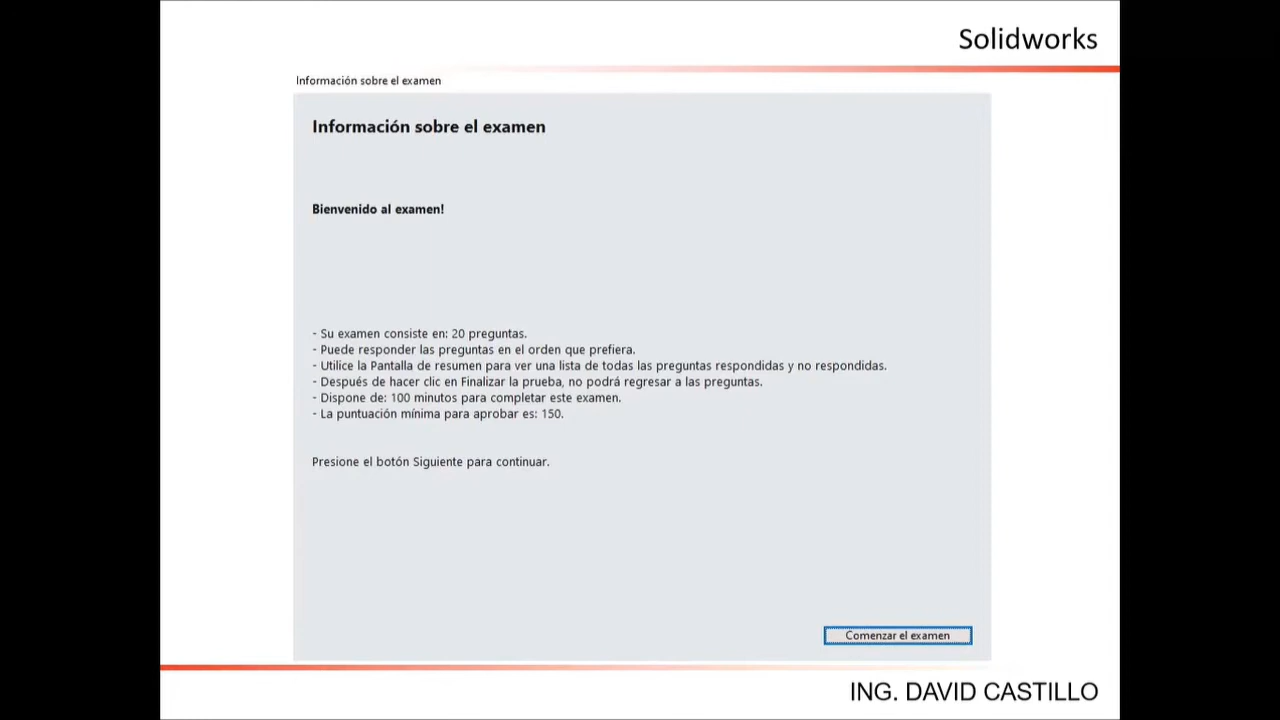 Solidworks
Información sobre el examen
Información sobre el examen
Bienvenido al examen!
- Su examen consiste en: 20 preguntas.
- Puede responder las preguntas en el orden que prefiera.
- Utilice la Pantalla de resumen para ver una lista de todas las preguntas respondidas y no respondidas.
- Después de hacer clic en Finalizar la prueba, no podrá regresar a las preguntas.
- Dispone de: 100 minutos para completar este examen.
- La puntuación mínima para aprobar es: 150.
Presione el botón Siguiente para continuar.
Comenzar el examen
ING. DAVID CASTILLO